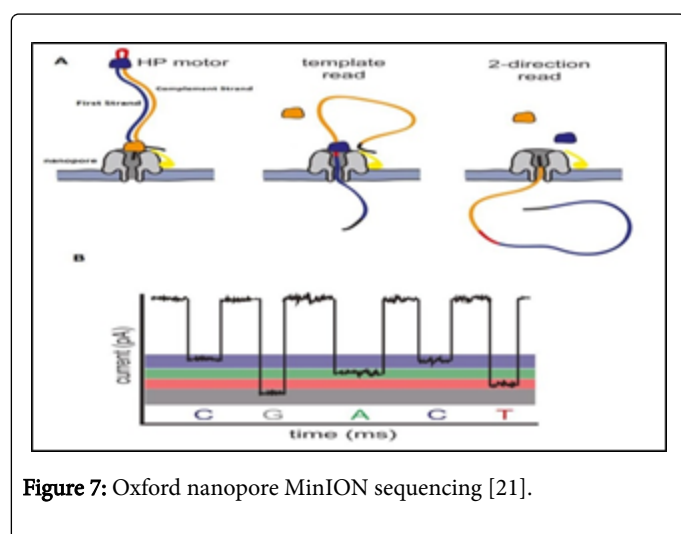 A HP motor template read 2-direction read
First Strand Complement Strand
nanopore
B
current (pA)
C G A C T
time (ms)
Figure 7: Oxford nanopore MinION sequencing [21].